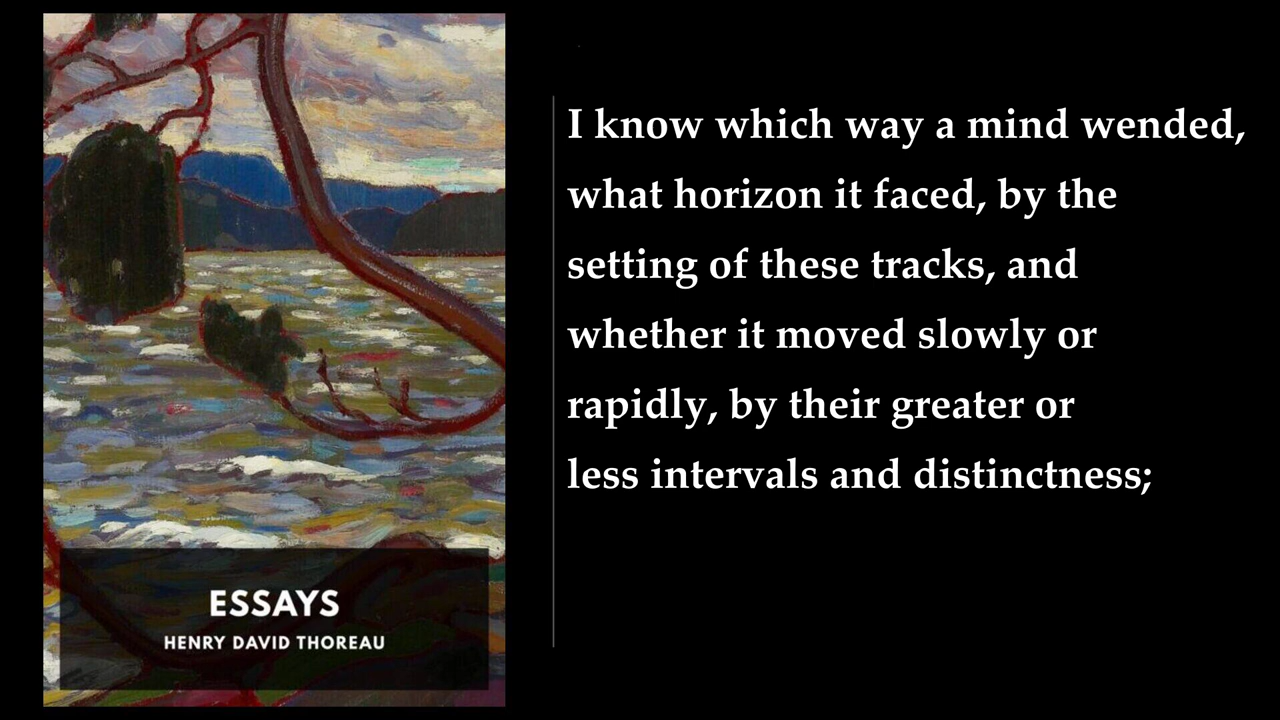 ESSAYS
HENRY DAVID THOREAU
I know which way a mind wended,
what horizon it faced, by the
setting of these tracks, and
whether it moved slowly or
rapidly, by their greater or
less intervals and distinctness;